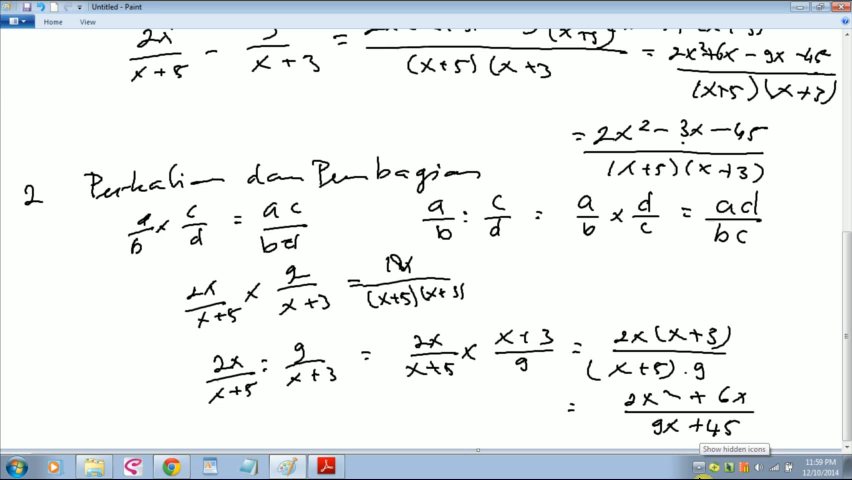 Untitled - Paint
Home View
2x/(x+5) - 9/(x+3) = (x+5) / (x+5)(x+3 = 2x²+6x - 9x - 45 / (x+5)(x+3)
= 2x² - 3x - 45 / (x+5)(x+3)
2 Perkalian dan Pembagian
a/b × c/d = ac/bd a/b : c/d = a/b × d/c = ad/bc
2x/(x+5) × 9/(x+3) = 18x/(x+5)(x+3)
2x/(x+5) : 9/(x+3) = 2x/(x+5) × (x+3)/9 = 2x(x+3)/(x+5).9
= 2x² + 6x / 9x + 45
Show hidden icons
11:59 PM
12/10/2014